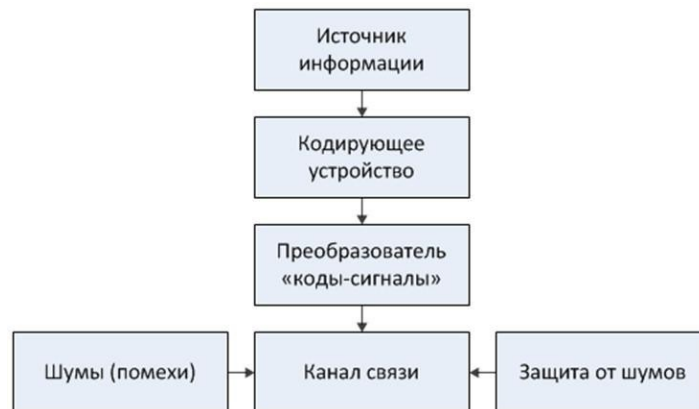 Источник
информации
Кодирующее
устройство
Преобразователь
«коды-сигналы»
Шумы (помехи)
Канал связи
Защита от шумов